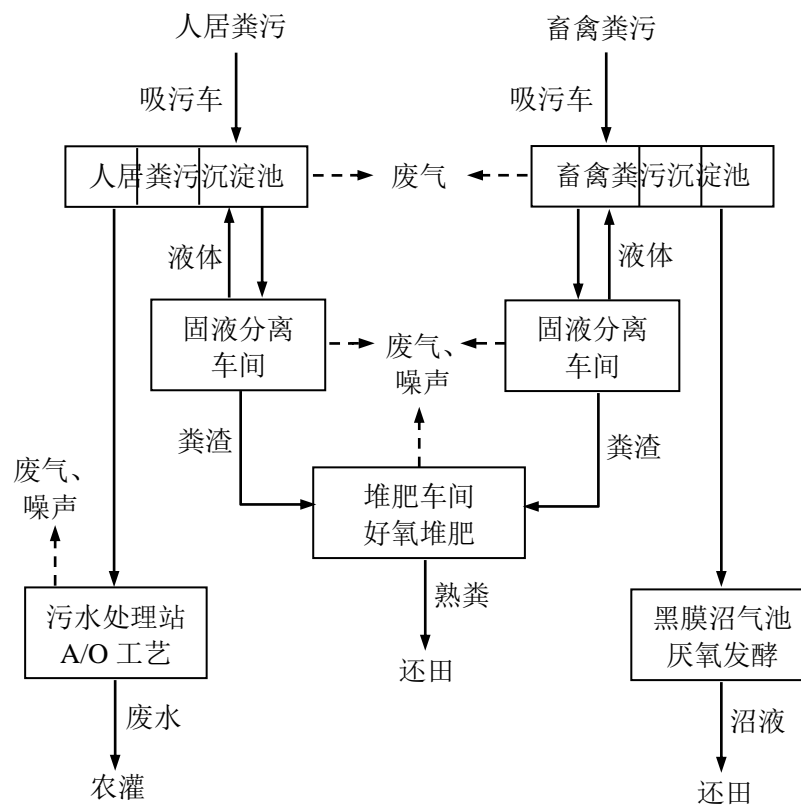 人居粪污
畜禽粪污
吸污车
吸污车
人居粪污沉淀池
废气
畜禽粪污沉淀池
液体
液体
固液分离
车间
废气、
噪声
固液分离
车间
粪渣
粪渣
废气、
噪声
堆肥车间
好氧堆肥
污水处理站
A/O 工艺
熟粪
黑膜沼气池
厌氧发酵
还田
废水
沼液
农灌
还田